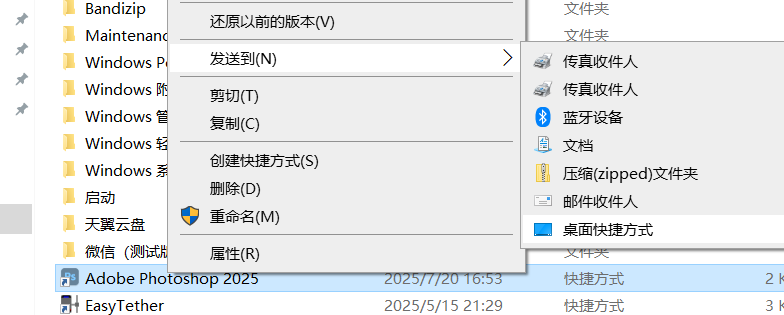 Bandizip
文件夹
还原以前的版本(V)
Maintenanc
文件夹
Windows Po
发送到(N)
传真收件人
Windows 附
剪切(T)
传真收件人
Windows 管
复制(C)
蓝牙设备
Windows 轻
文档
Windows 系
创建快捷方式(S)
压缩(zipped)文件夹
启动
删除(D)
邮件收件人
天翼云盘
重命名(M)
桌面快捷方式
微信（测试版
属性(R)
文件夹
Adobe Photoshop 2025 2025/7/20 16:53 快捷方式 2 K
EasyTether 2025/5/15 21:29 快捷方式 3 K